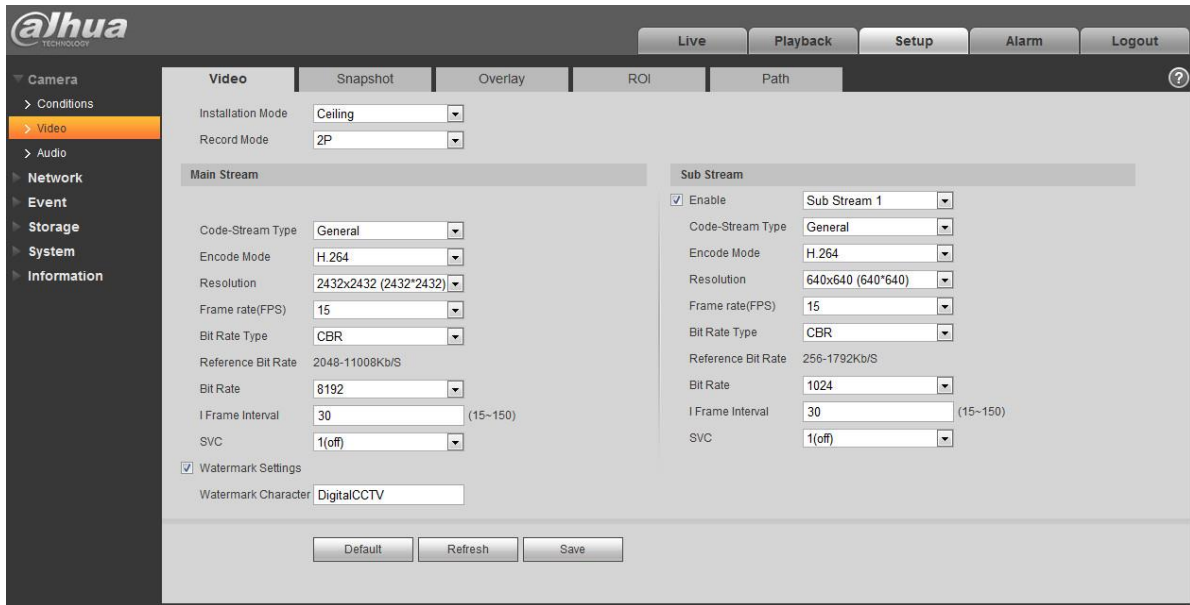 alhua
TECHNOLOGY
Live Playback Setup Alarm Logout
Camera
> Conditions
> Video
> Audio
Network
Event
Storage
System
Information
Video Snapshot Overlay ROI Path ?
Installation Mode Ceiling
Record Mode 2P
Main Stream
Code-Stream Type General
Encode Mode H.264
Resolution 2432x2432 (2432*2432)
Frame rate(FPS) 15
Bit Rate Type CBR
Reference Bit Rate 2048-11008Kb/S
Bit Rate 8192
I Frame Interval 30 (15~150)
SVC 1(off)
Watermark Settings
Watermark Character DigitalCCTV
Sub Stream
Enable Sub Stream 1
Code-Stream Type General
Encode Mode H.264
Resolution 640x640 (640*640)
Frame rate(FPS) 15
Bit Rate Type CBR
Reference Bit Rate 256-1792Kb/S
Bit Rate 1024
I Frame Interval 30 (15~150)
SVC 1(off)
Default Refresh Save